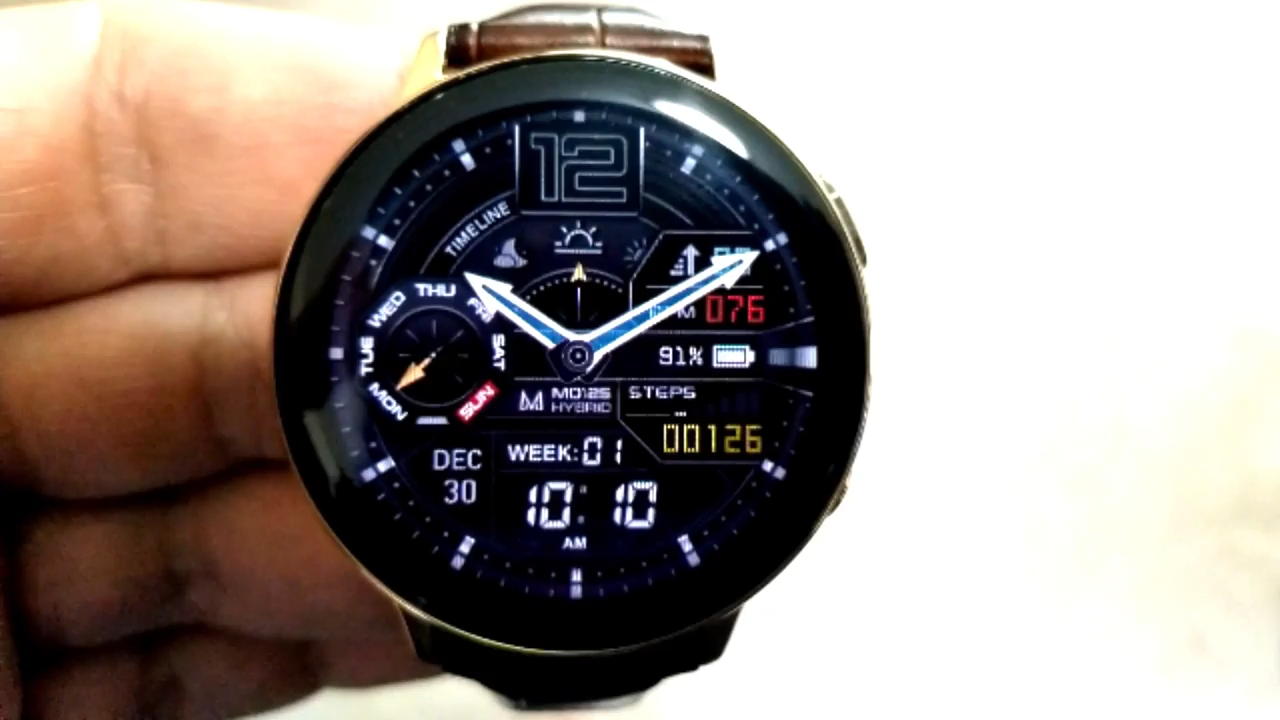 12
TIMELINE
THU
WED
FRI
TUE
SAT
MON
SUN
076
91%
M0125
HYBRID
STEPS
00126
WEEK:01
DEC
30
10:10
AM